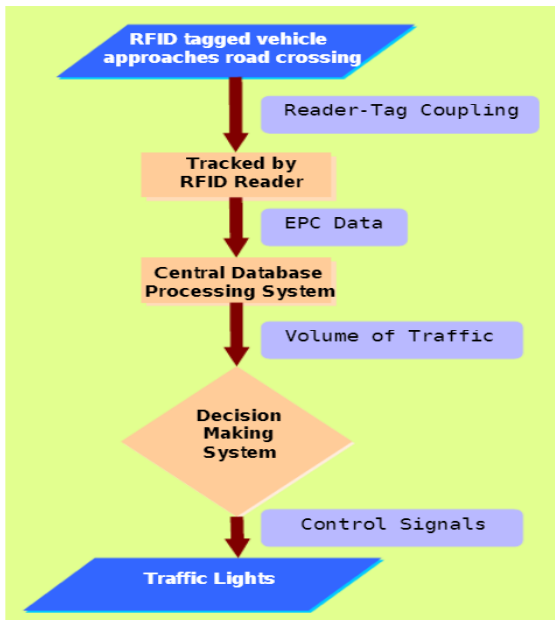 RFID tagged vehicle
approaches road crossing
Reader-Tag Coupling
Tracked by
RFID Reader
EPC Data
Central Database
Processing System
Volume of Traffic
Decision
Making
System
Control Signals
Traffic Lights